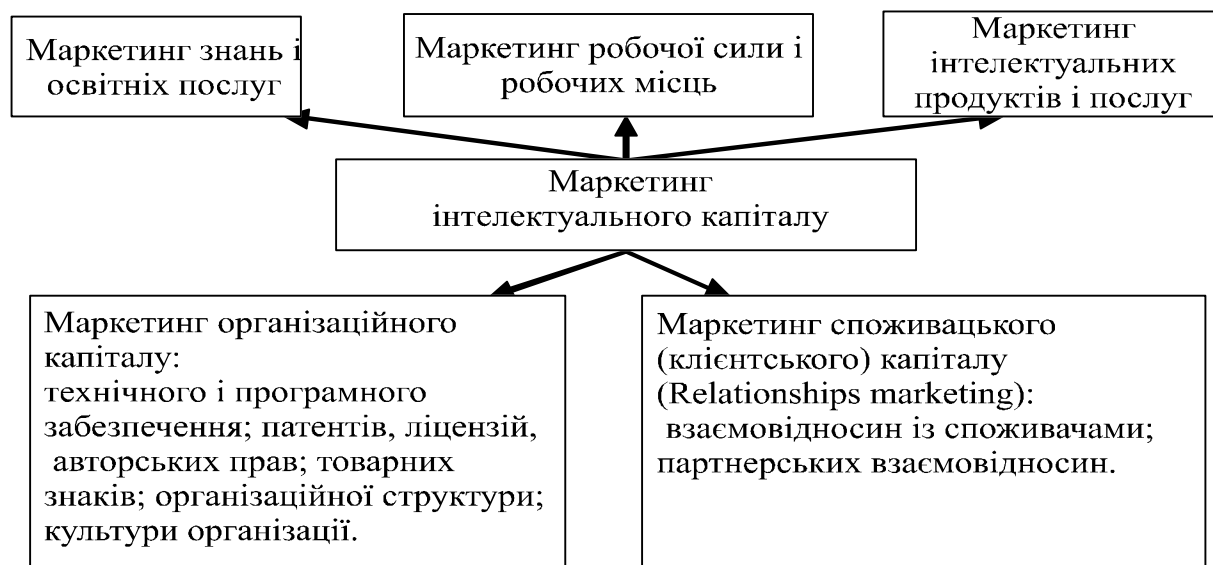 Маркетинг знань і
освітніх послуг
Маркетинг робочої сили і
робочих місць
Маркетинг
інтелектуальних
продуктів і послуг
Маркетинг
інтелектуального капіталу
Маркетинг організаційного
капіталу:
технічного і програмного
забезпечення; патентів, ліцензій,
авторських прав; товарних
знаків; організаційної структури;
культури організації.
Маркетинг споживацького
(клієнтського) капіталу
(Relationships marketing):
взаємовідносин із споживачами;
партнерських взаємовідносин.